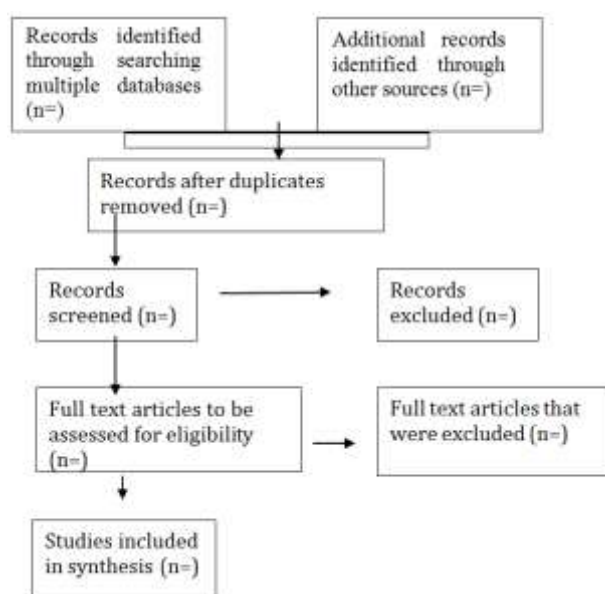 Records identified
through searching
multiple databases
(n=)
Additional records
identified through
other sources (n=)
Records after duplicates
removed (n=)
Records
screened (n=)
Records
excluded (n=)
Full text articles to be
assessed for eligibility
(n=)
Full text articles that
were excluded (n=)
Studies included
in synthesis (n=)